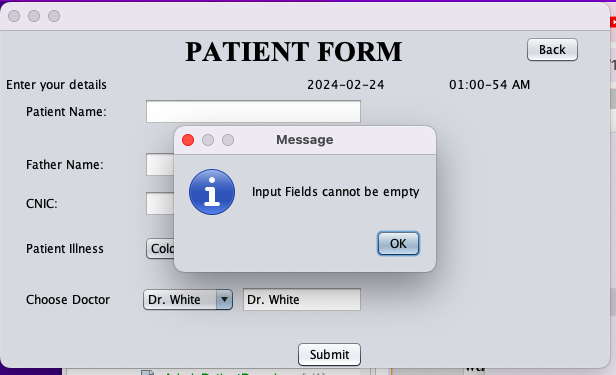 PATIENT FORM
Back
Enter your details
2024-02-24
01:00-54 AM
Patient Name:
Message
Father Name:
Input Fields cannot be empty
CNIC:
OK
Patient Illness
Cold
Choose Doctor
Dr. White
Dr. White
Submit